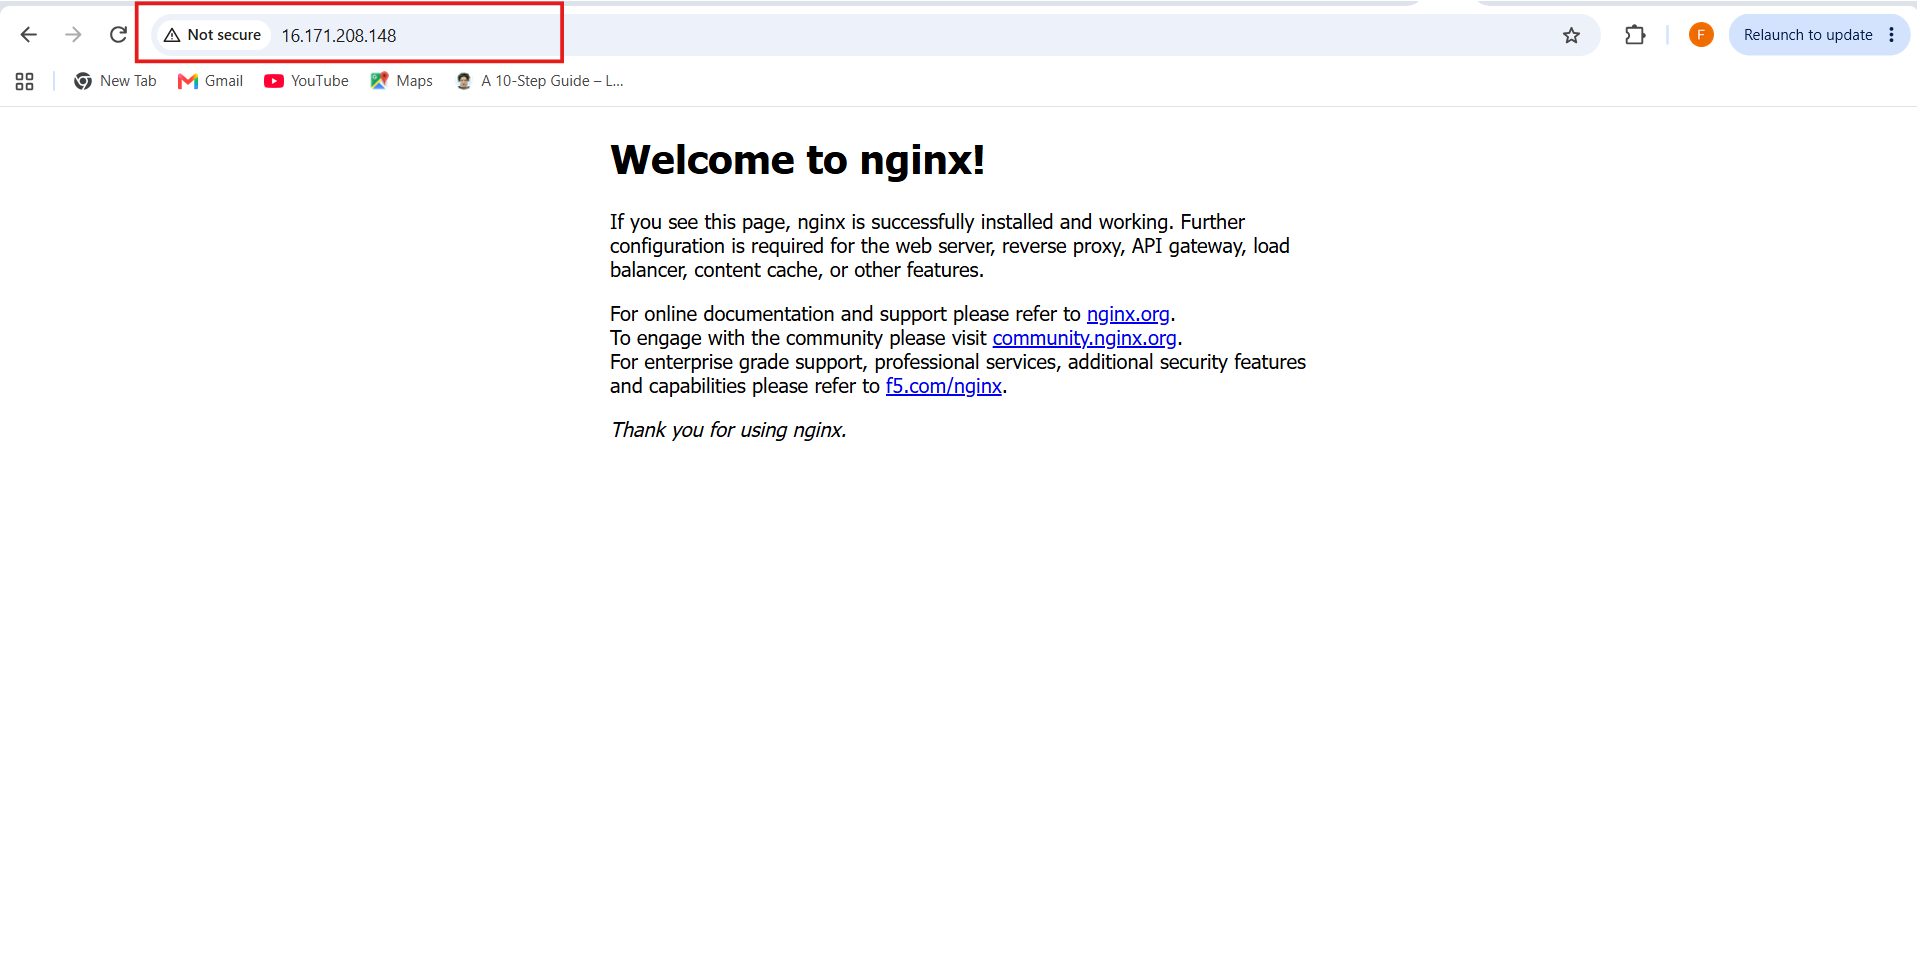 Not secure
16.171.208.148
F
Relaunch to update
New Tab
Gmail
YouTube
Maps
A 10-Step Guide – L...
Welcome to nginx!
If you see this page, nginx is successfully installed and working. Further
configuration is required for the web server, reverse proxy, API gateway, load
balancer, content cache, or other features.
For online documentation and support please refer to nginx.org.
To engage with the community please visit community.nginx.org.
For enterprise grade support, professional services, additional security features
and capabilities please refer to f5.com/nginx.
Thank you for using nginx.